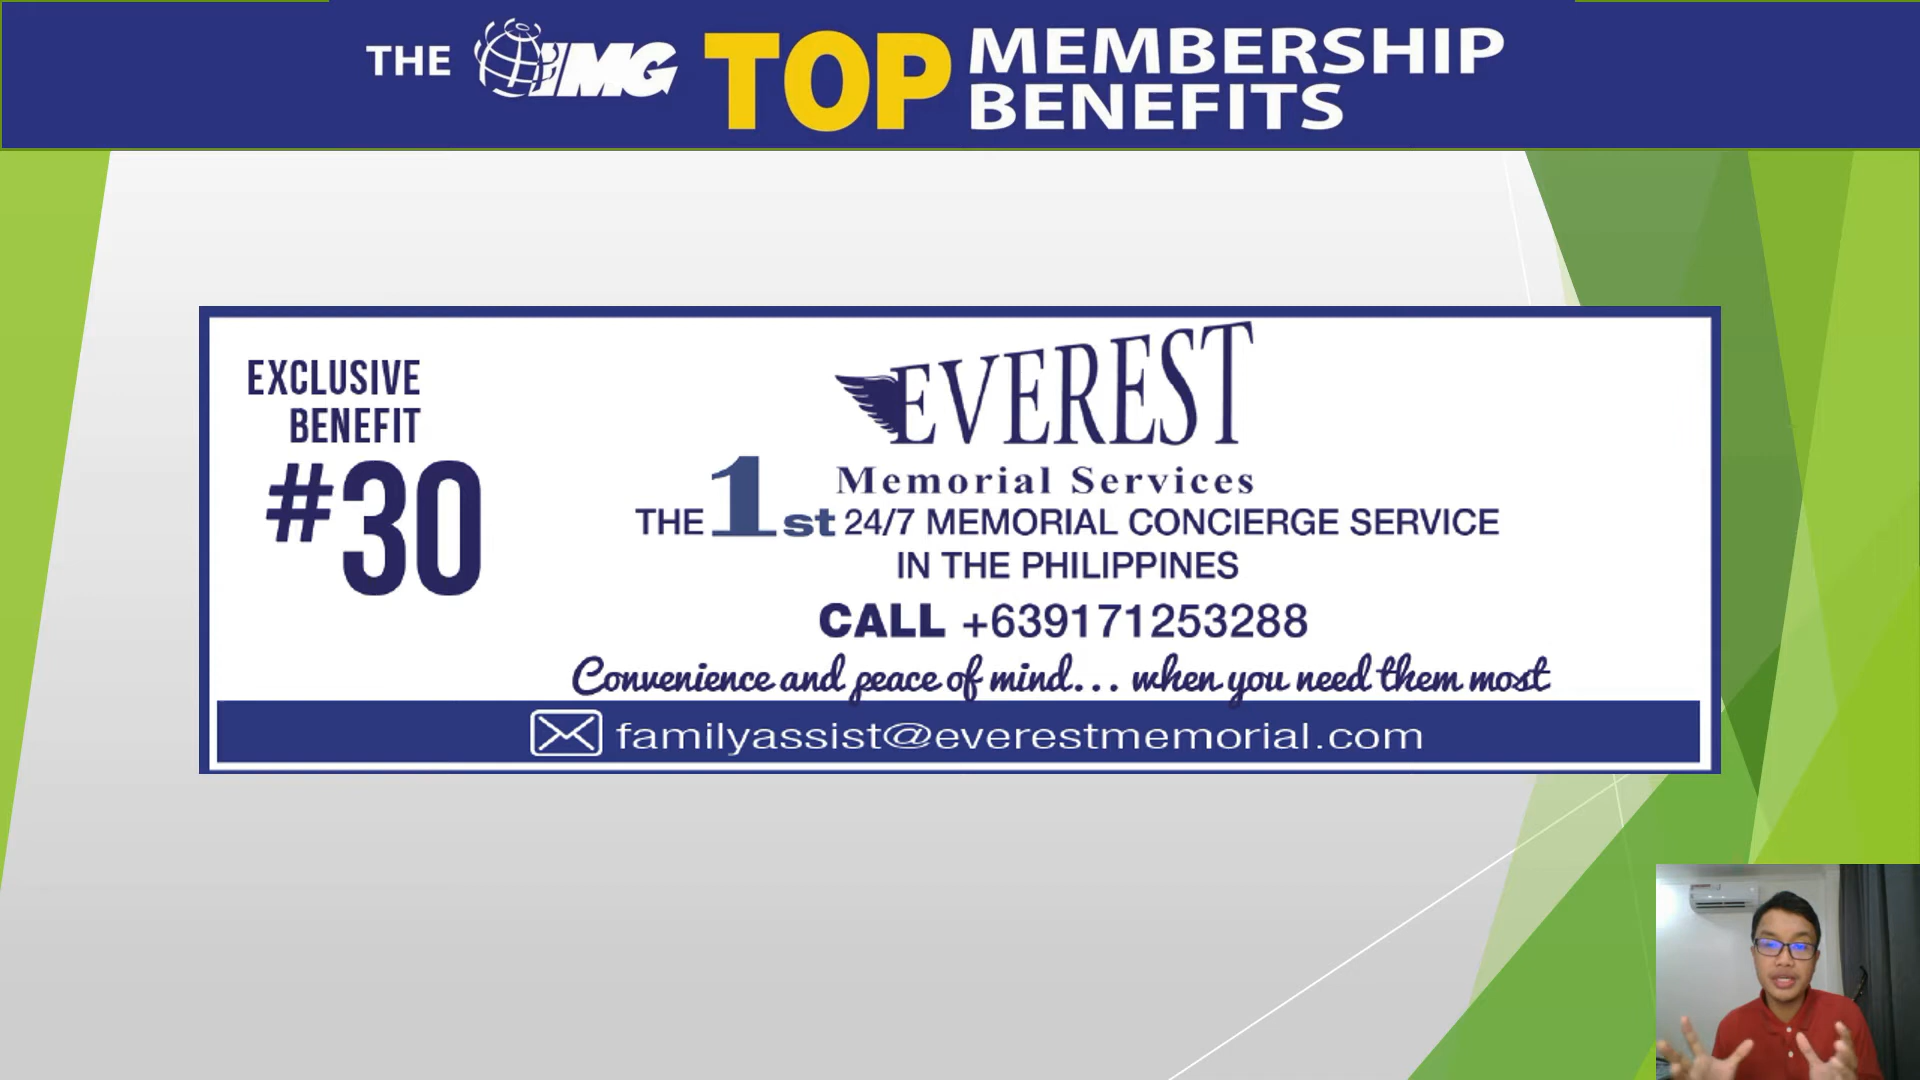 THE IMG TOP MEMBERSHIP BENEFITS
EXCLUSIVE
BENEFIT
#30
EVEREST
Memorial Services
THE 1st 24/7 MEMORIAL CONCIERGE SERVICE
IN THE PHILIPPINES
CALL +639171253288
Convenience and peace of mind... when you need them most
familyassist@everestmemorial.com